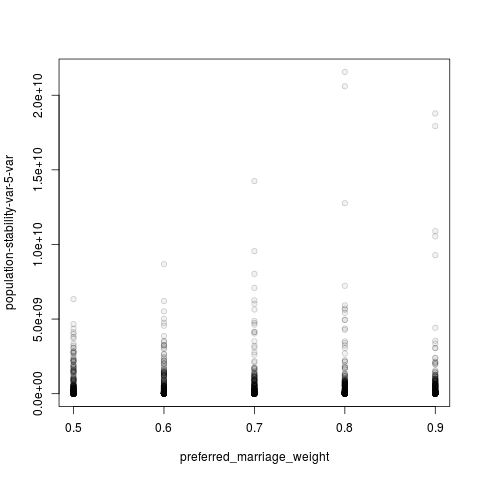 2.0e+10
1.5e+10
1.0e+10
5.0e+09
0.0e+00
population-stability-var-5-var
0.5 0.6 0.7 0.8 0.9
preferred_marriage_weight